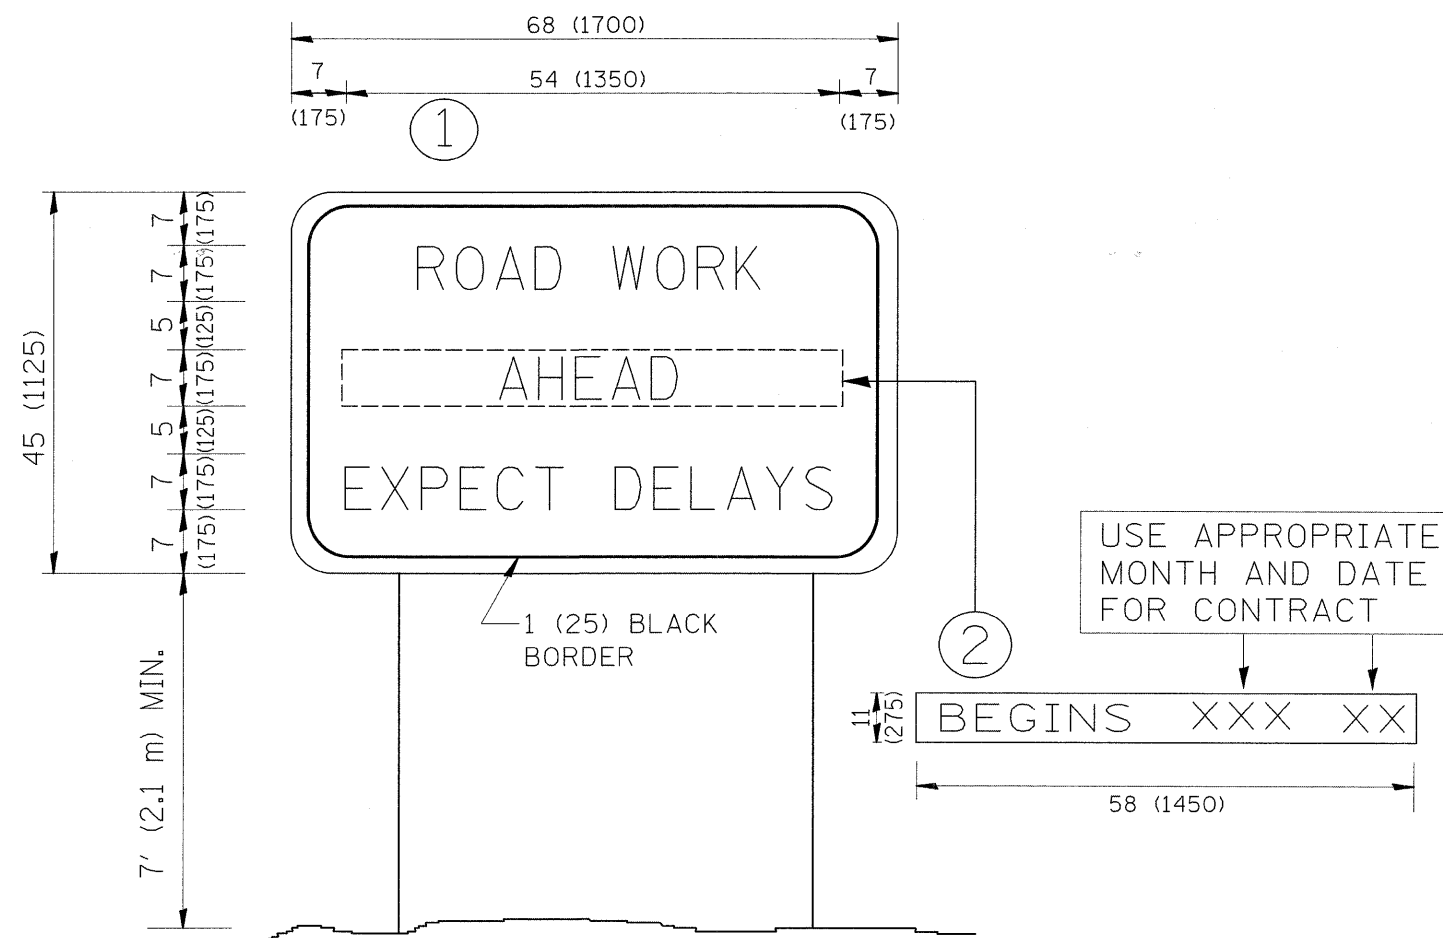 68 (1700)
7
54 (1350)
7
(175)
(175)
1
45 (1125)
7
(175)
7
(175)
5
(125)
7
(175)
5
(125)
7
(175)
7
(175)
ROAD WORK
AHEAD
EXPECT DELAYS
1 (25) BLACK
BORDER
7' (2.1 m) MIN.
2
USE APPROPRIATE
MONTH AND DATE
FOR CONTRACT
11
(275)
BEGINS XXX XX
58 (1450)